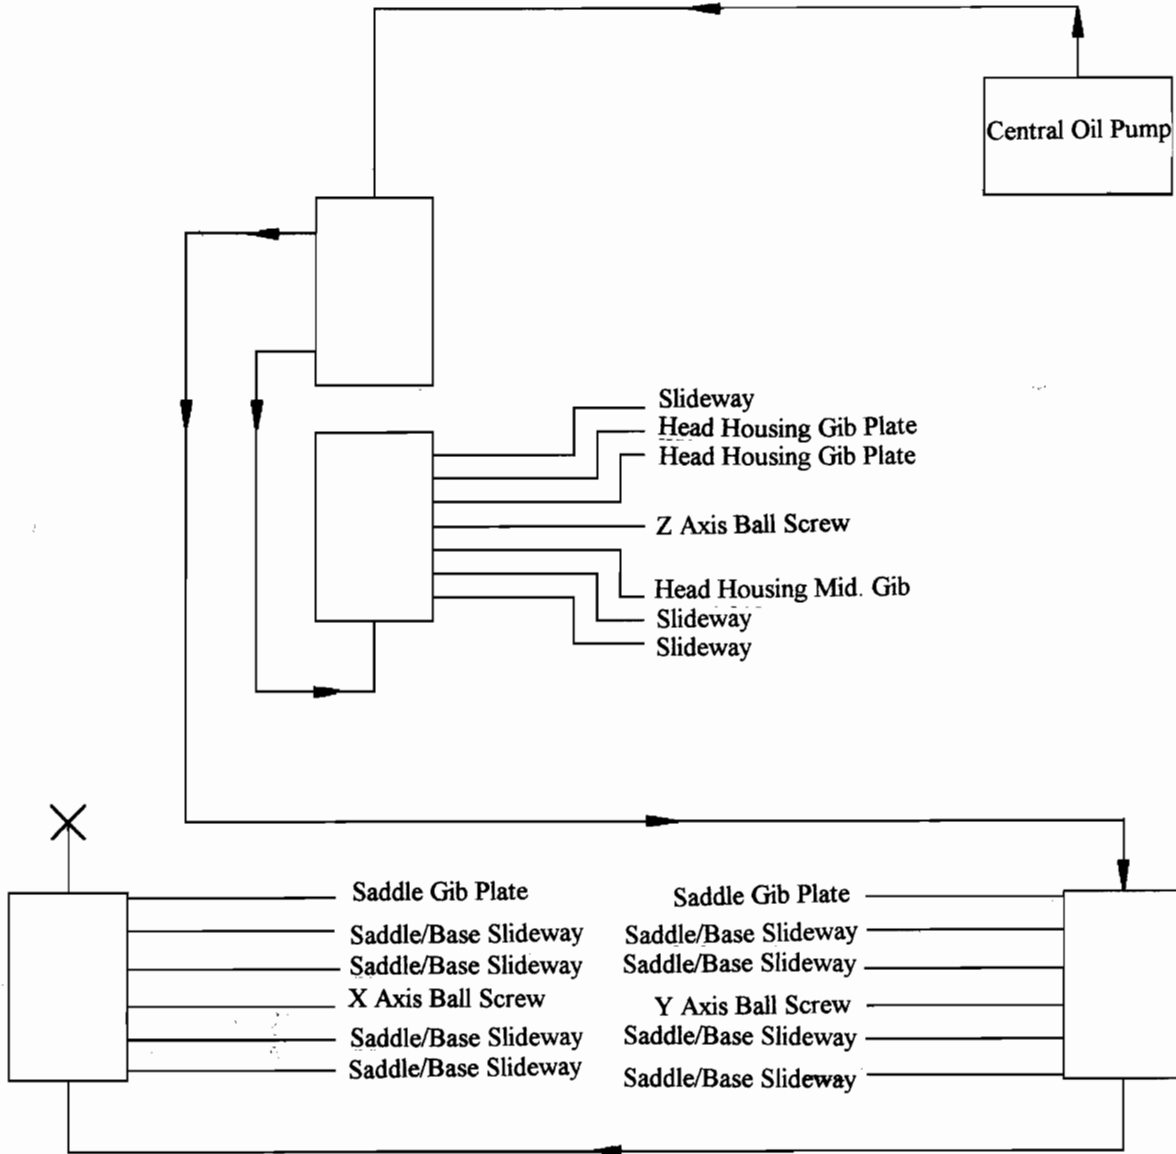 Central Oil Pump
Slideway
Head Housing Gib Plate
Head Housing Gib Plate
Z Axis Ball Screw
Head Housing Mid. Gib
Slideway
Slideway
Saddle Gib Plate
Saddle/Base Slideway
Saddle/Base Slideway
X Axis Ball Screw
Saddle/Base Slideway
Saddle/Base Slideway
Saddle Gib Plate
Saddle/Base Slideway
Saddle/Base Slideway
Y Axis Ball Screw
Saddle/Base Slideway
Saddle/Base Slideway